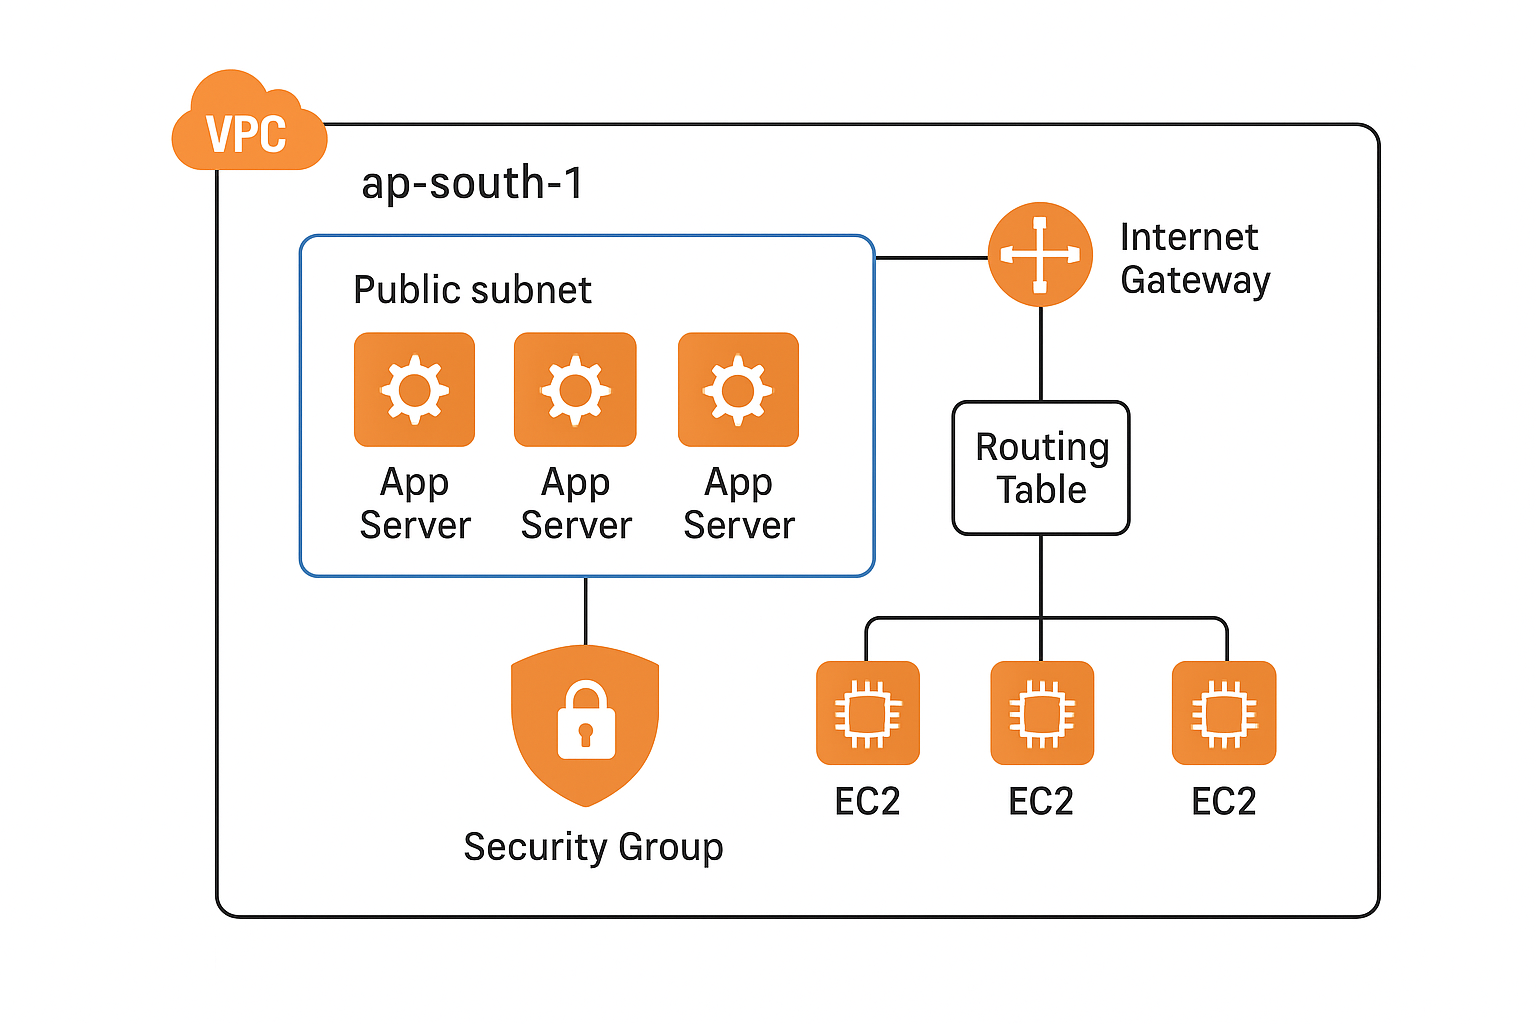 VPC
ap-south-1
Public subnet
App
Server
App
Server
App
Server
Internet
Gateway
Routing
Table
Security Group
EC2
EC2
EC2